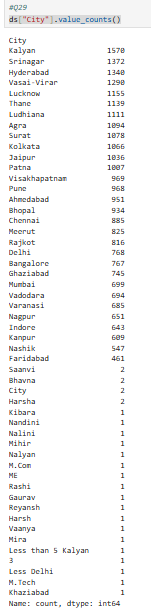 #Q29
ds["City"].value_counts()
City
Kalyan 1570
Srinagar 1372
Hyderabad 1340
Vasai-Virar 1290
Lucknow 1155
Thane 1139
Ludhiana 1111
Agra 1094
Surat 1078
Kolkata 1066
Jaipur 1036
Patna 1007
Visakhapatnam 969
Pune 968
Ahmedabad 951
Bhopal 934
Chennai 885
Meerut 825
Rajkot 816
Delhi 768
Bangalore 767
Ghaziabad 745
Mumbai 699
Vadodara 694
Varanasi 685
Nagpur 651
Indore 643
Kanpur 609
Nashik 547
Faridabad 461
Saanvi 2
Bhavna 2
City 2
Harsha 2
Kibara 1
Nandini 1
Nalini 1
Mihir 1
Nalyan 1
M.Com 1
ME 1
Rashi 1
Gaurav 1
Reyansh 1
Harsh 1
Vaanya 1
Mira 1
Less than 5 Kalyan 1
3 1
Less Delhi 1
M.Tech 1
Khaziabad 1
Name: count, dtype: int64